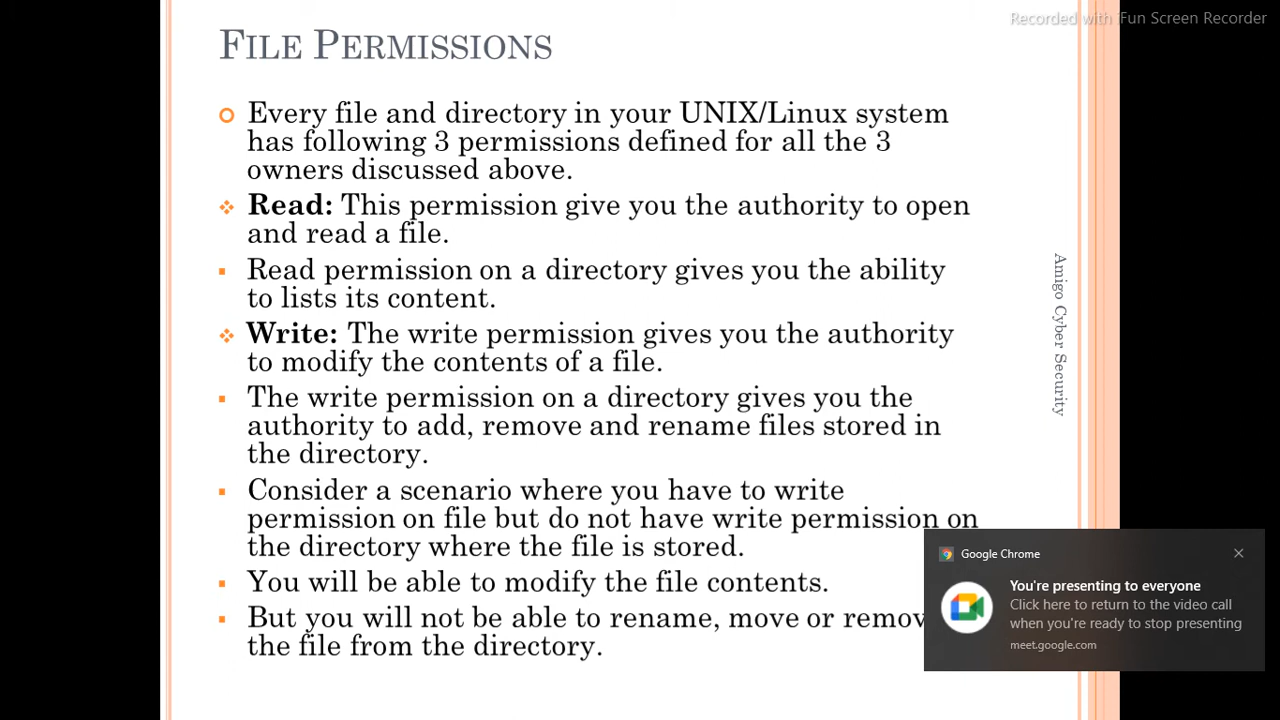 Recorded with iFun Screen Recorder
FILE PERMISSIONS
Every file and directory in your UNIX/Linux system
has following 3 permissions defined for all the 3
owners discussed above.
Read: This permission give you the authority to open
and read a file.
Read permission on a directory gives you the ability
to lists its content.
Write: The write permission gives you the authority
to modify the contents of a file.
The write permission on a directory gives you the
authority to add, remove and rename files stored in
the directory.
Consider a scenario where you have to write
permission on file but do not have write permission on
the directory where the file is stored.
You will be able to modify the file contents.
But you will not be able to rename, move or remov
the file from the directory.
Amigo Cyber Security
Google Chrome
You're presenting to everyone
Click here to return to the video call
when you're ready to stop presenting
meet.google.com